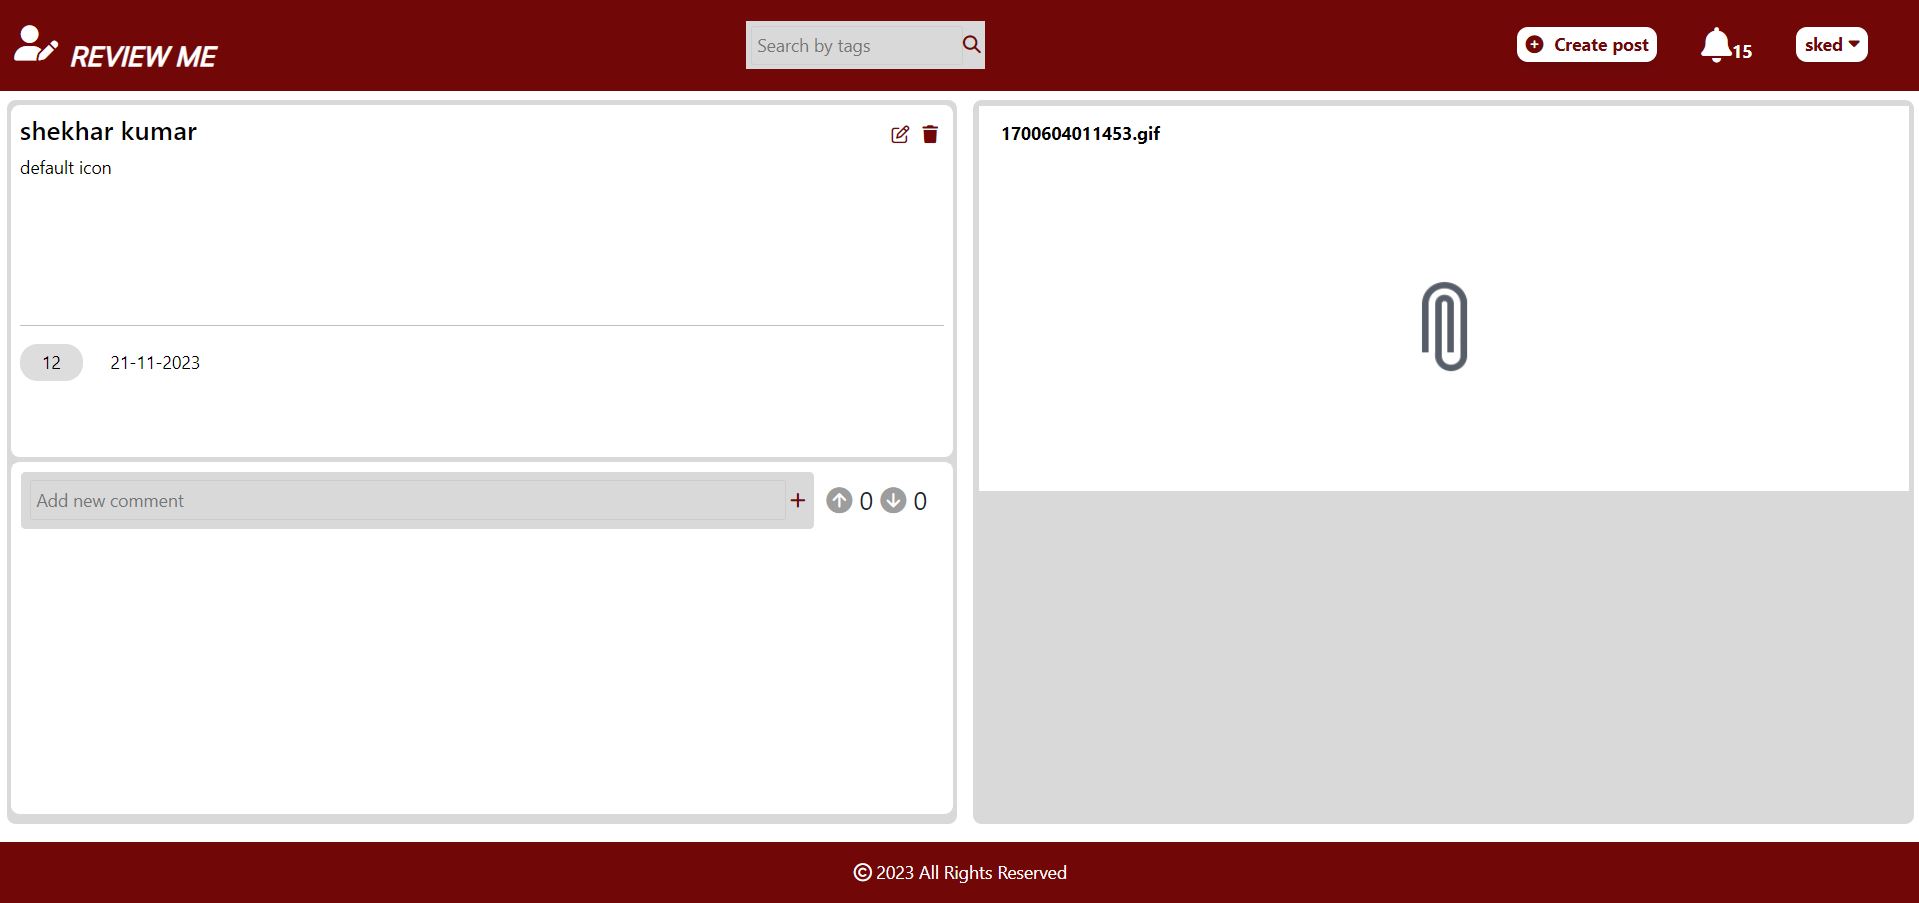 REVIEW ME
Search by tags
Create post
15
sked
shekhar kumar
default icon
12
21-11-2023
Add new comment
0
0
1700604011453.gif
© 2023 All Rights Reserved